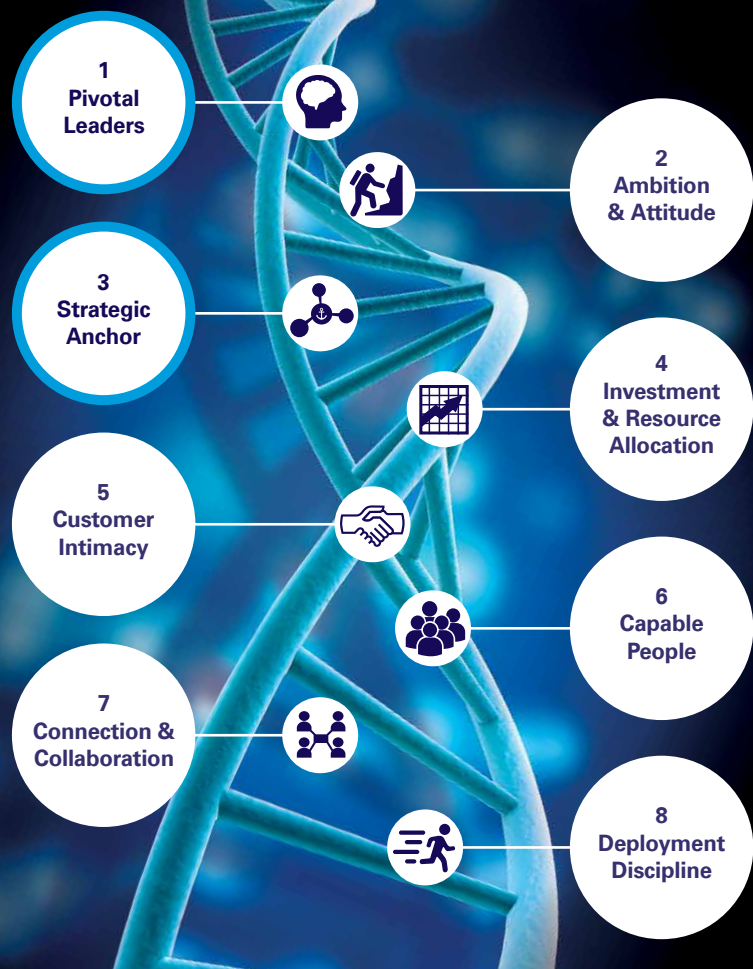 1
Pivotal
Leaders
2
Ambition
& Attitude
3
Strategic
Anchor
4
Investment
& Resource
Allocation
5
Customer
Intimacy
6
Capable
People
7
Connection &
Collaboration
8
Deployment
Discipline